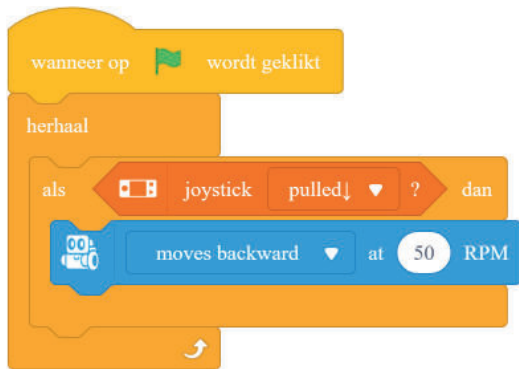 wanneer op wordt geklikt
herhaal
als joystick pulled↓ ? dan
moves backward at 50 RPM